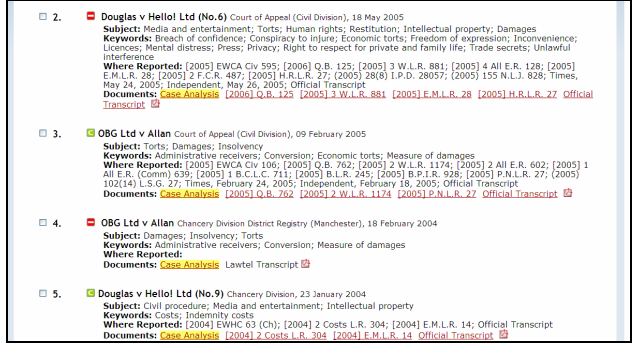 2. Douglas v Hello! Ltd (No.6) Court of Appeal (Civil Division), 18 May 2005
Subject: Media and entertainment; Torts; Human rights; Restitution; Intellectual property; Damages
Keywords: Breach of confidence; Conspiracy to injure; Economic torts; Freedom of expression; Inconvenience;
Licences; Mental distress; Press; Privacy; Right to respect for private and family life; Trade secrets; Unlawful
interference
Where Reported: [2005] EWCA Civ 595; [2006] Q.B. 125; [2005] 3 W.L.R. 881; [2005] 4 All E.R. 128; [2005]
E.M.L.R. 28; [2005] 2 F.C.R. 487; [2005] H.R.L.R. 27; (2005) 28(8) I.P.D. 28057; (2005) 155 N.L.J. 828; Times,
May 24, 2005; Independent, May 26, 2005; Official Transcript
Documents: Case Analysis [2006] Q.B. 125 [2005] 3 W.L.R. 881 [2005] E.M.L.R. 28 [2005] H.R.L.R. 27 Official
Transcript
3. C OBG Ltd v Allan Court of Appeal (Civil Division), 09 February 2005
Subject: Torts; Damages; Insolvency
Keywords: Administrative receivers; Conversion; Economic torts; Measure of damages
Where Reported: [2005] EWCA Civ 106; [2005] Q.B. 762; [2005] 2 W.L.R. 1174; [2005] 2 All E.R. 602; [2005] 1
All E.R. (Comm) 639; [2005] 1 B.C.L.C. 711; [2005] B.L.R. 245; [2005] B.P.I.R. 928; [2005] P.N.L.R. 27; (2005)
102(14) L.S.G. 27; Times, February 24, 2005; Independent, February 18, 2005; Official Transcript
Documents: Case Analysis [2005] Q.B. 762 [2005] 2 W.L.R. 1174 [2005] P.N.L.R. 27 Official Transcript
4. OBG Ltd v Allan Chancery Division District Registry (Manchester), 18 February 2004
Subject: Damages; Insolvency; Torts
Keywords: Administrative receivers; Conversion; Measure of damages
Where Reported:
Documents: Case Analysis Lawtel Transcript
5. C Douglas v Hello! Ltd (No.9) Chancery Division, 23 January 2004
Subject: Civil procedure; Media and entertainment; Intellectual property
Keywords: Costs; Indemnity costs
Where Reported: [2004] EWHC 63 (Ch); [2004] 2 Costs L.R. 304; [2004] E.M.L.R. 14; Official Transcript
Documents: Case Analysis [2004] 2 Costs L.R. 304 [2004] E.M.L.R. 14 Official Transcript